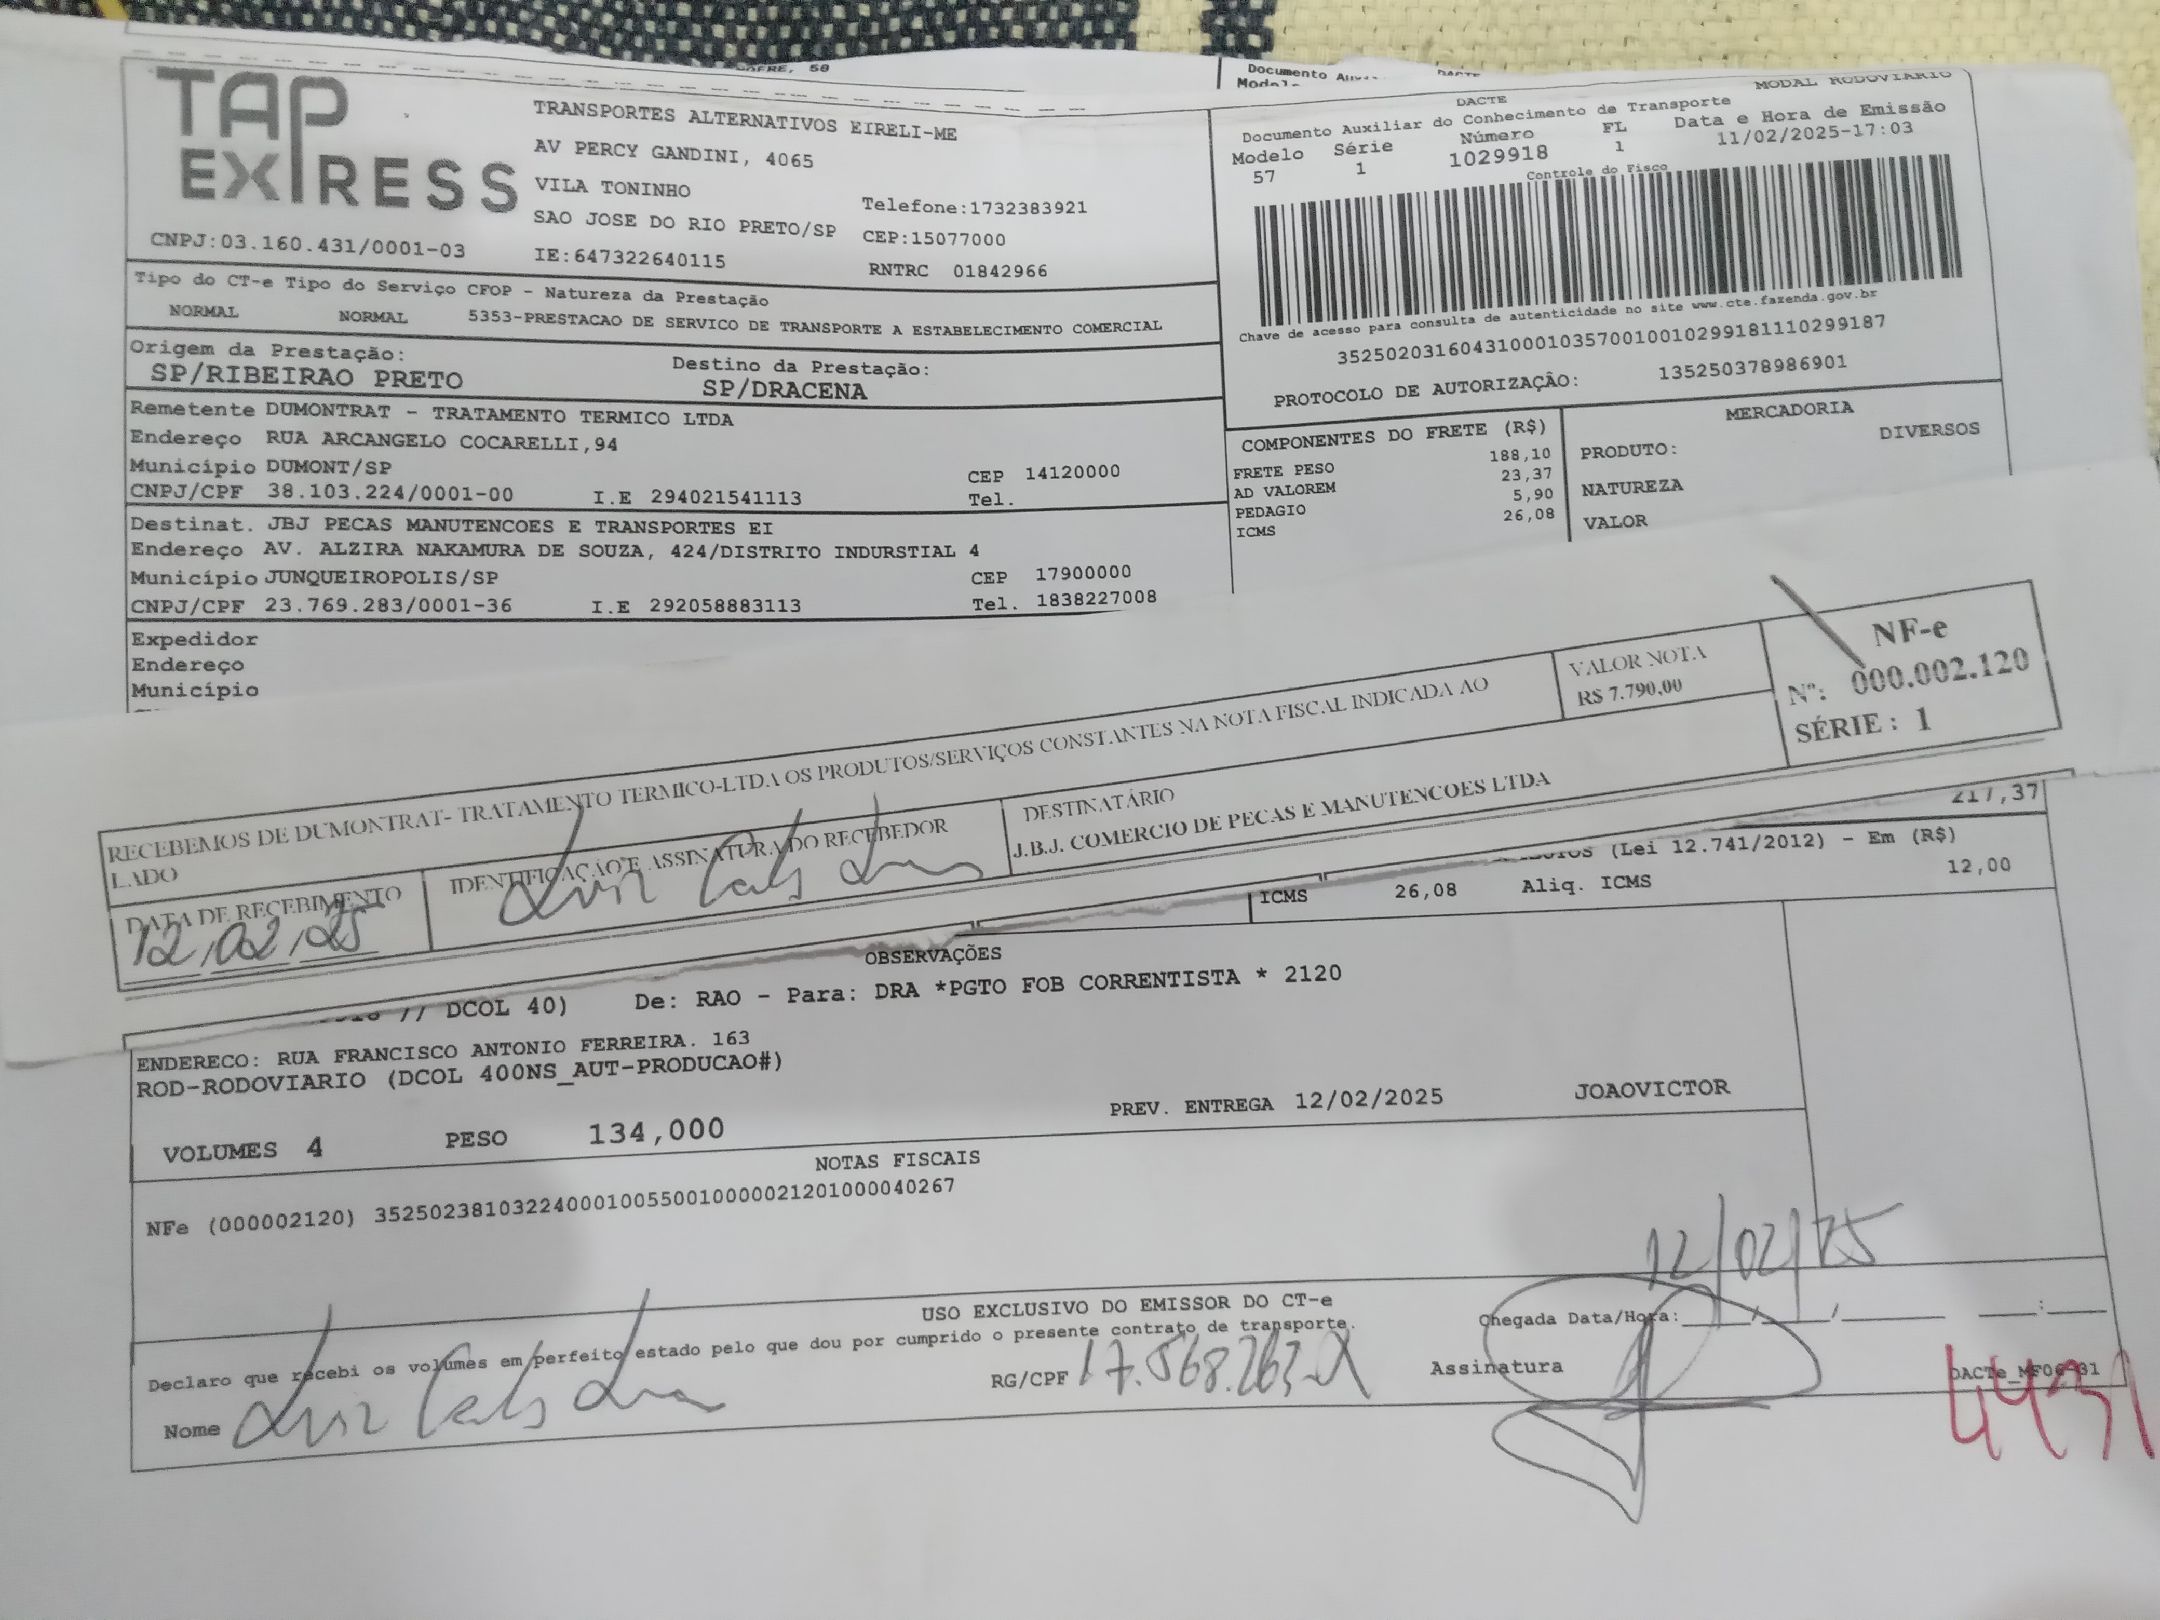 TAP
EXPRESS
TRANSPORTES ALTERNATIVOS EIRELI-ME
AV PERCY GANDINI, 4065
VILA TONINHO
SAO JOSE DO RIO PRETO/SP
Telefone:1732383921
CEP:15077000
CNPJ:03.160.431/0001-03
IE:647322640115
RNTRC 01842966
Documento
MODAL RODOVIARIO
DACTE
Documento Auxiliar do Conhecimento de Transporte
Modelo Série Número FL Data e Hora de Emissão
57 1 1029918 1 11/02/2025-17:03
Controle do Fisco
Chave de acesso para consulta de autenticidade no site www.cte.fazenda.gov.br
35250203160431000103570010010299181110299187
PROTOCOLO DE AUTORIZAÇÃO: 135250378986901
Tipo do CT-e Tipo do Serviço CFOP - Natureza da Prestação
NORMAL NORMAL 5353-PRESTACAO DE SERVICO DE TRANSPORTE A ESTABELECIMENTO COMERCIAL
Origem da Prestação: Destino da Prestação:
SP/RIBEIRAO PRETO SP/DRACENA
Remetente DUMONTRAT - TRATAMENTO TERMICO LTDA
Endereço RUA ARCANGELO COCARELLI,94
Município DUMONT/SP CEP 14120000
CNPJ/CPF 38.103.224/0001-00 I.E 294021541113 Tel.
Destinat. JBJ PECAS MANUTENCOES E TRANSPORTES EI
Endereço AV. ALZIRA NAKAMURA DE SOUZA, 424/DISTRITO INDURSTIAL 4
Município JUNQUEIROPOLIS/SP CEP 17900000
CNPJ/CPF 23.769.283/0001-36 I.E 292058883113 Tel. 1838227008
Expedidor
Endereço
Município
COMPONENTES DO FRETE (R$)
FRETE PESO 188,10
AD VALOREM 23,37
PEDAGIO 5,90
ICMS 26,08
MERCADORIA
PRODUTO: DIVERSOS
NATUREZA
VALOR
RECEBEMOS DE DUMONTRAT- TRATAMENTO TERMICO-LTDA OS PRODUTOS/SERVIÇOS CONSTANTES NA NOTA FISCAL INDICADA AO
LADO
VALOR NOTA
R$ 7.790,00
NF-e
Nº: 000.002.120
SÉRIE : 1
DATA DE RECEBIMENTO
12,02,25
IDENTIFICAÇÃO E ASSINATURA DO RECEBEDOR
Luiz Carlos
DESTINATÁRIO
J.B.J. COMERCIO DE PECAS E MANUTENCOES LTDA
217,37
(Lei 12.741/2012) - Em (R$)
ICMS 26,08 Aliq. ICMS 12,00
OBSERVAÇÕES
DCOL 40) De: RAO - Para: DRA *PGTO FOB CORRENTISTA * 2120
ENDERECO: RUA FRANCISCO ANTONIO FERREIRA. 163
ROD-RODOVIARIO (DCOL 400NS_AUT-PRODUCAO#)
VOLUMES 4 PESO 134,000 PREV. ENTREGA 12/02/2025 JOAOVICTOR
NOTAS FISCAIS
NFe (000002120) 35250238103224000100550010000021201000040267
12/02/25
USO EXCLUSIVO DO EMISSOR DO CT-e
Declaro que recebi os volumes em perfeito estado pelo que dou por cumprido o presente contrato de transporte.
Chegada Data/Hora:
Nome Luiz Carlos
RG/CPF 17.568.263-X
Assinatura